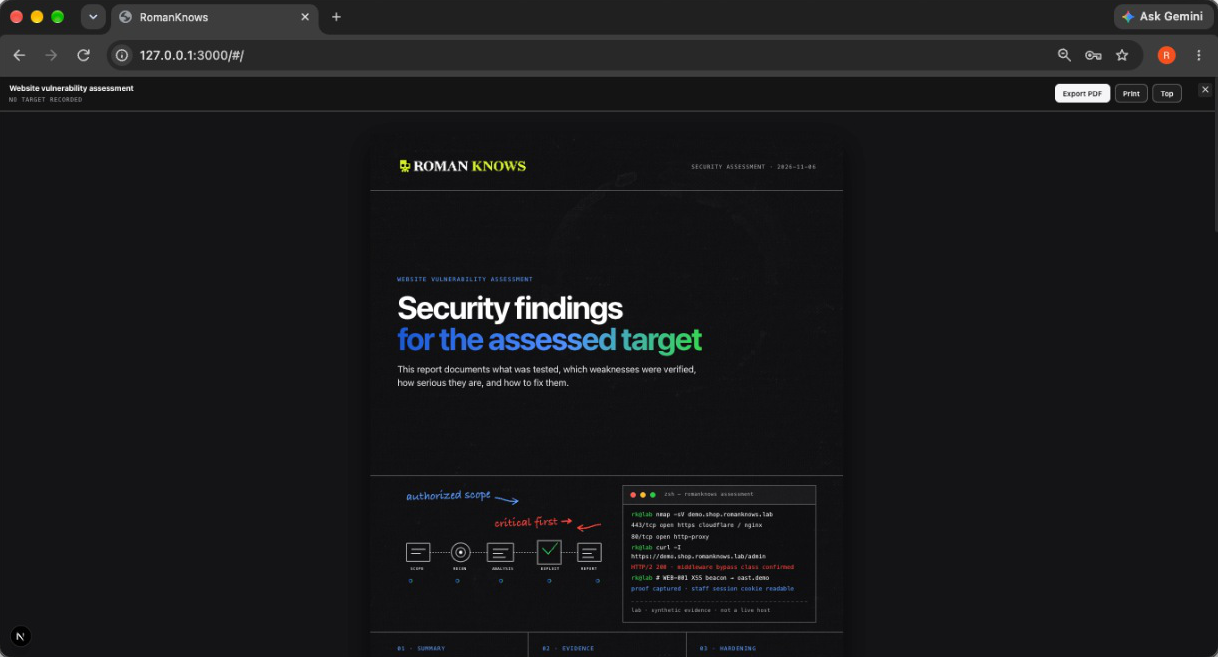 RomanKnows
Ask Gemini
127.0.0.1:3000/#/
R
Website vulnerability assessment
NO TARGET RECORDED
Export PDF
Print
Top
ROMAN KNOWS
SECURITY ASSESSMENT · 2026-11-06
WEBSITE VULNERABILITY ASSESSMENT
Security findings
for the assessed target
This report documents what was tested, which weaknesses were verified,
how serious they are, and how to fix them.
authorized scope
critical first
SCOPE
RECON
ANALYSIS
EXPLOIT
REPORT
zsh — romanknows assessment
rk@lab nmap -sV demo.shop.romanknows.lab
443/tcp open https cloudflare / nginx
80/tcp open http-proxy
rk@lab curl -I
https://demo.shop.romanknows.lab/admin
HTTP/2 200 · middleware bypass class confirmed
rk@lab # WEB-001 XSS beacon → oast.demo
proof captured · staff session cookie readable
lab · synthetic evidence · not a live host
N
01 · SUMMARY
02 · EVIDENCE
03 · HARDENING